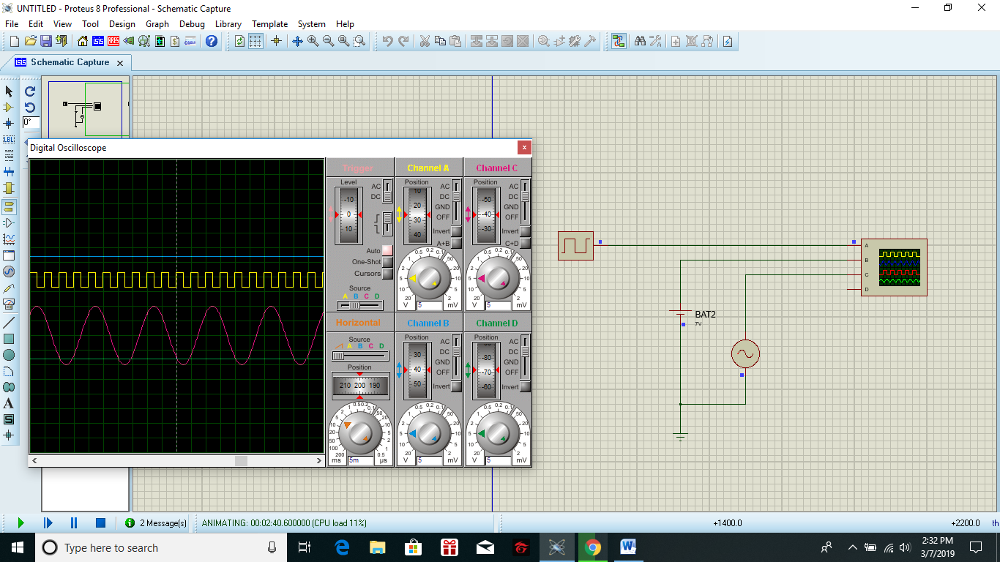 UNTITLED - Proteus 8 Professional - Schematic Capture
File Edit View Tool Design Graph Debug Library Template System Help
Schematic Capture
0°
LBL
Digital Oscilloscope
Trigger
Level
-10
0
10
AC
DC
Auto
One-Shot
Cursors
Source
A B C D
Channel A
Position
10
20
30
40
AC
DC
GND
OFF
Invert
A+B
V 5 mV
Channel C
Position
-50
-40
-30
AC
DC
GND
OFF
Invert
C+D
V 5 mV
Horizontal
Source
A B C D
Position
210 200 190
ms 5m µs
Channel B
Position
30
40
50
AC
DC
GND
OFF
Invert
V 5 mV
Channel D
Position
-80
-70
-60
AC
DC
GND
OFF
Invert
V 5 mV
A
B
C
D
BAT2
7V
2 Message(s)
ANIMATING: 00:02:40.600000 (CPU load 11%)
+1400.0
+2200.0
th
Type here to search
2:32 PM
3/7/2019